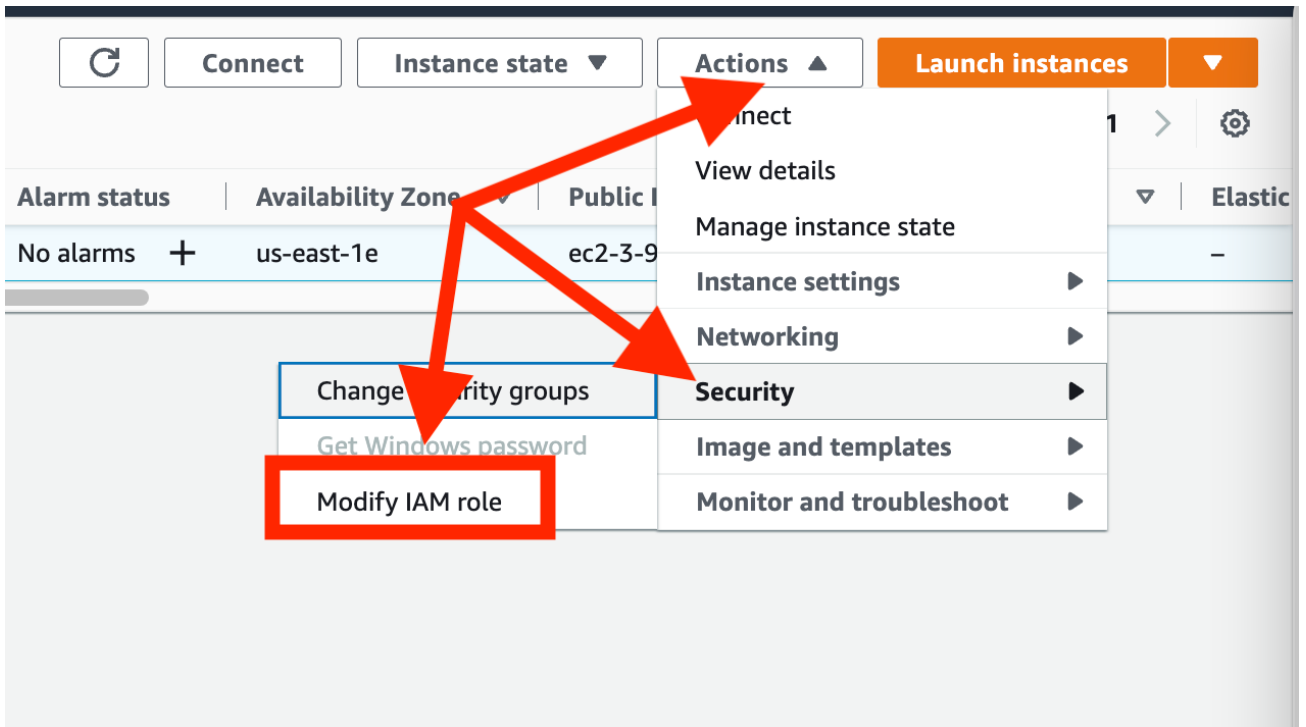 Connect
Instance state
Actions
Launch instances
View details
1
Alarm status
Availability Zone
Public
Elastic
Manage instance state
No alarms
us-east-1e
ec2-3-9
–
Instance settings
Networking
Change groups
Security
Get Windows password
Image and templates
Modify IAM role
Monitor and troubleshoot